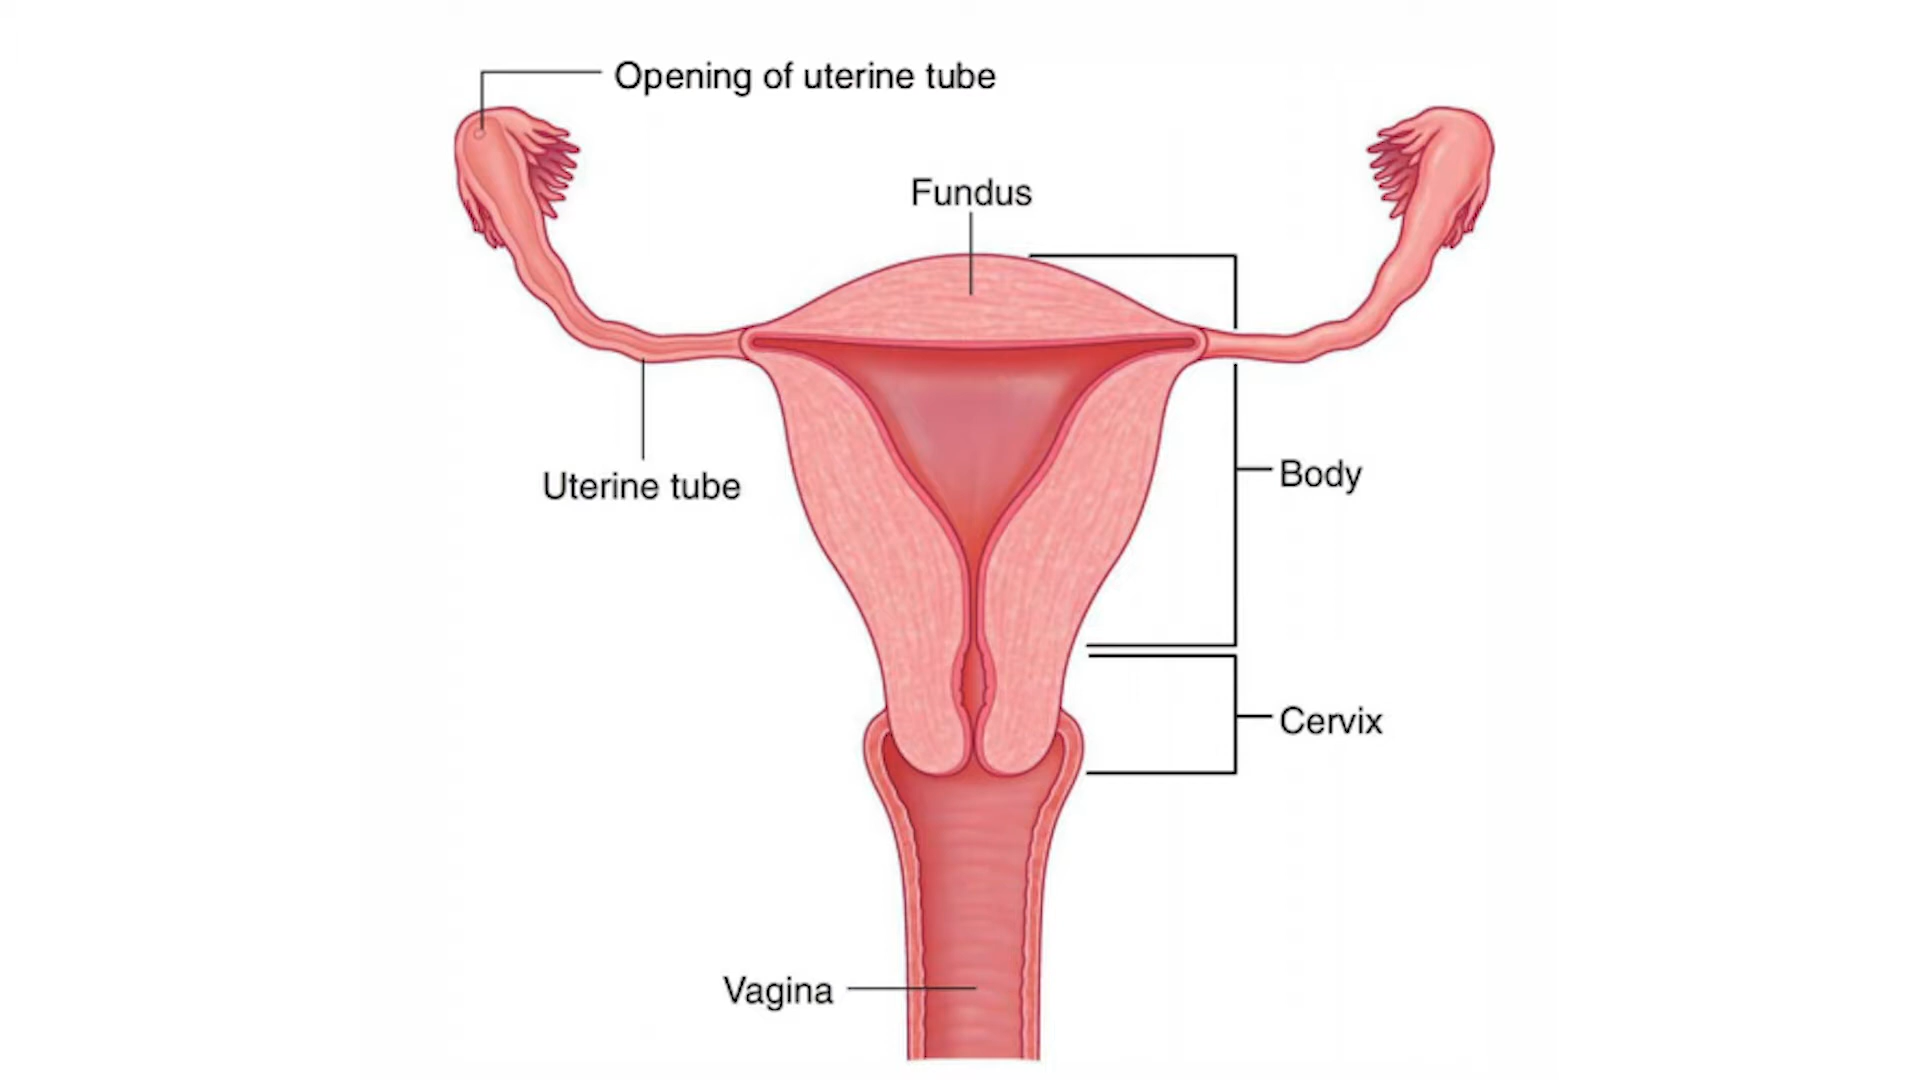 Opening of uterine tube
Fundus
Uterine tube
Body
Cervix
Vagina